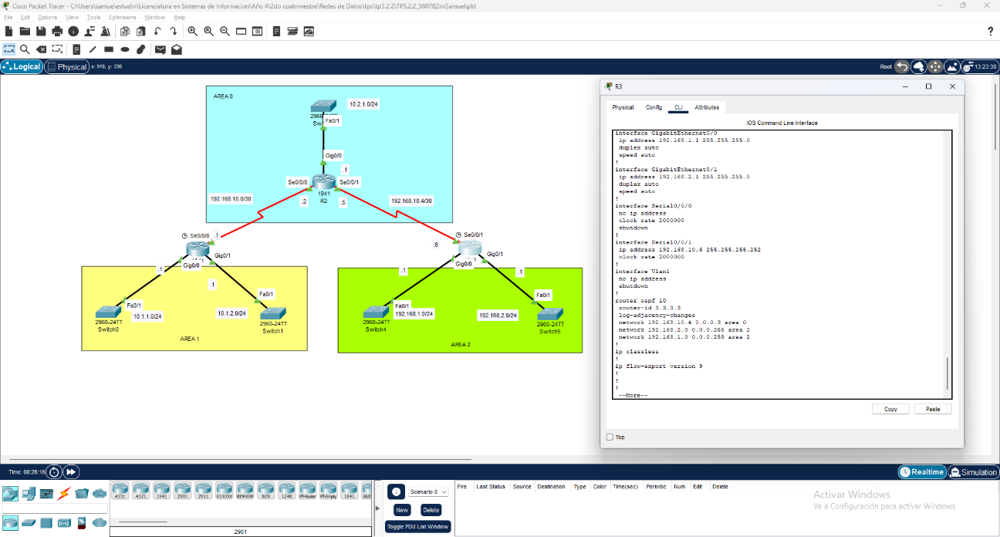 Cisco Packet Tracer - C:\Users\samue\estudin\Licenciatura en Sistemas de Informacion\Año 4\2do cuatrimestre\Redes de Datos\tps\tp5.2.2\TP5.2.2_56078ZiniSamuel.pkt
File Edit Options View Tools Extensions Window Help
Logical Physical x: 918, y: 298 Root 13:23:30
AREA 0
10.2.1.0/24
Fa0/1
Gig0/0
.1
Se0/0/0
Se0/0/1
1941
R2
.2
.5
192.168.10.0/30
192.168.10.4/30
Se0/0/0
.1
Gig0/1
Gig0/0
.1
.1
Fa0/1
10.1.1.0/24
2960-24TT
Switch0
Fa0/1
10.1.2.0/24
2960-24TT
Switch1
AREA 1
Se0/0/1
.6
Gig0/1
Gig0/0
.1
.1
Fa0/1
192.168.1.0/24
2960-24TT
Switch4
Fa0/1
192.168.2.0/24
2960-24TT
Switch5
AREA 2
R3
Physical Config CLI Attributes
IOS Command Line Interface
interface GigabitEthernet0/0
ip address 192.168.1.1 255.255.255.0
duplex auto
speed auto
!
interface GigabitEthernet0/1
ip address 192.168.2.1 255.255.255.0
duplex auto
speed auto
!
interface Serial0/0/0
no ip address
clock rate 2000000
shutdown
!
interface Serial0/0/1
ip address 192.168.10.6 255.255.255.252
clock rate 2000000
!
interface Vlan1
no ip address
shutdown
!
router ospf 10
router-id 3.3.3.3
log-adjacency-changes
network 192.168.10.4 0.0.0.3 area 0
network 192.168.2.0 0.0.0.255 area 2
network 192.168.1.0 0.0.0.255 area 2
!
ip classless
!
ip flow-export version 9
!
!
!
--More--
Copy Paste
Top
Time: 00:26:16 Realtime Simulation
4331 4321 1941 2901 2911 819IOX 819HGW 829 1240 PT-Router PT-Empty 1841
2901
Scenario 0
New Delete
Toggle PDU List Window
Fire Last Status Source Destination Type Color Time(sec) Periodic Num Edit Delete
Activar Windows
Ve a Configuración para activar Windows.